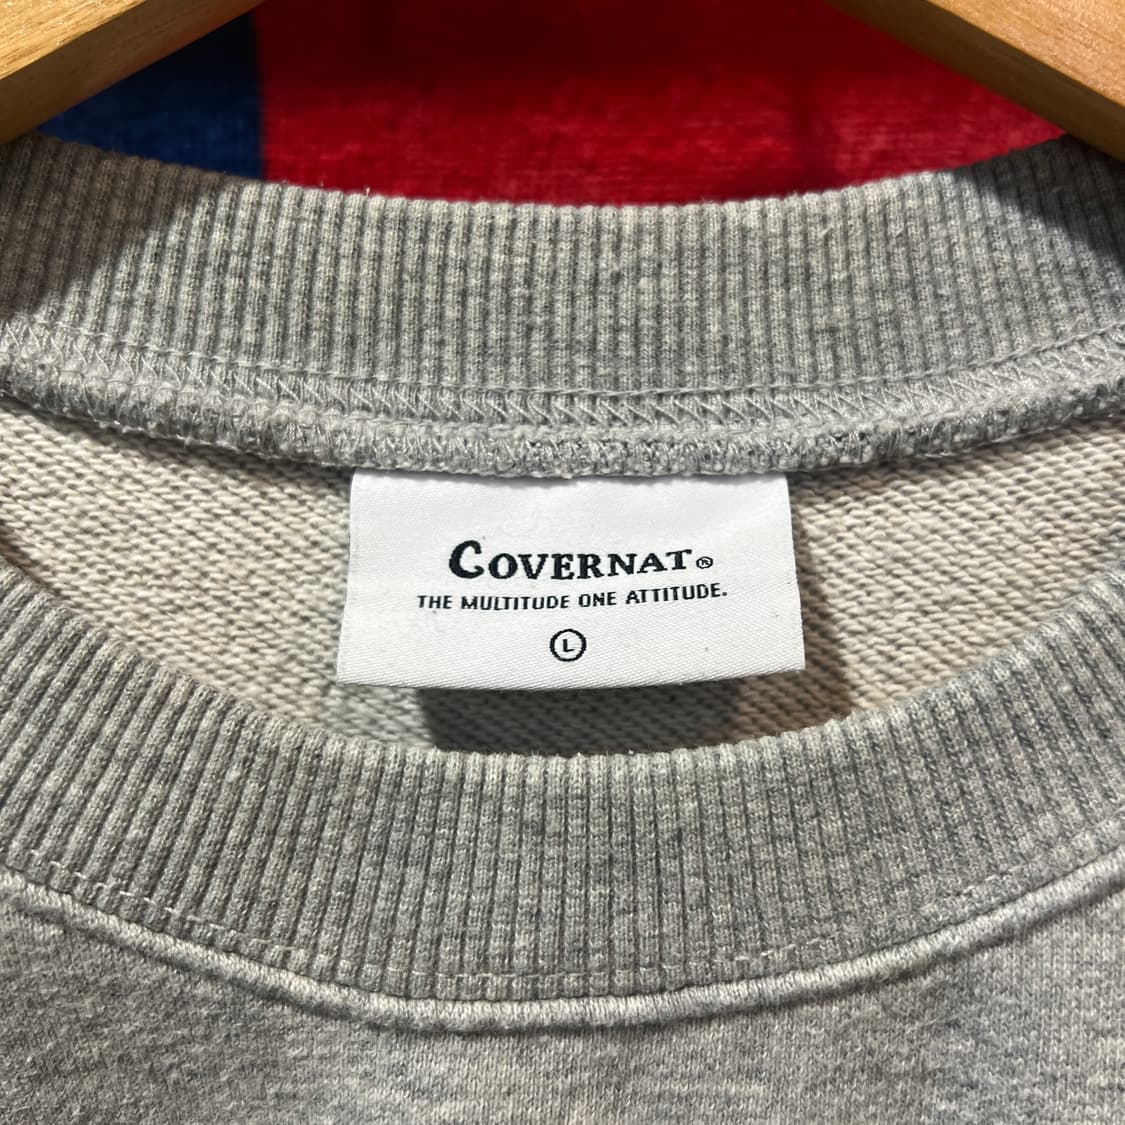 COVERNAT®
THE MULTITUDE ONE ATTITUDE.
L